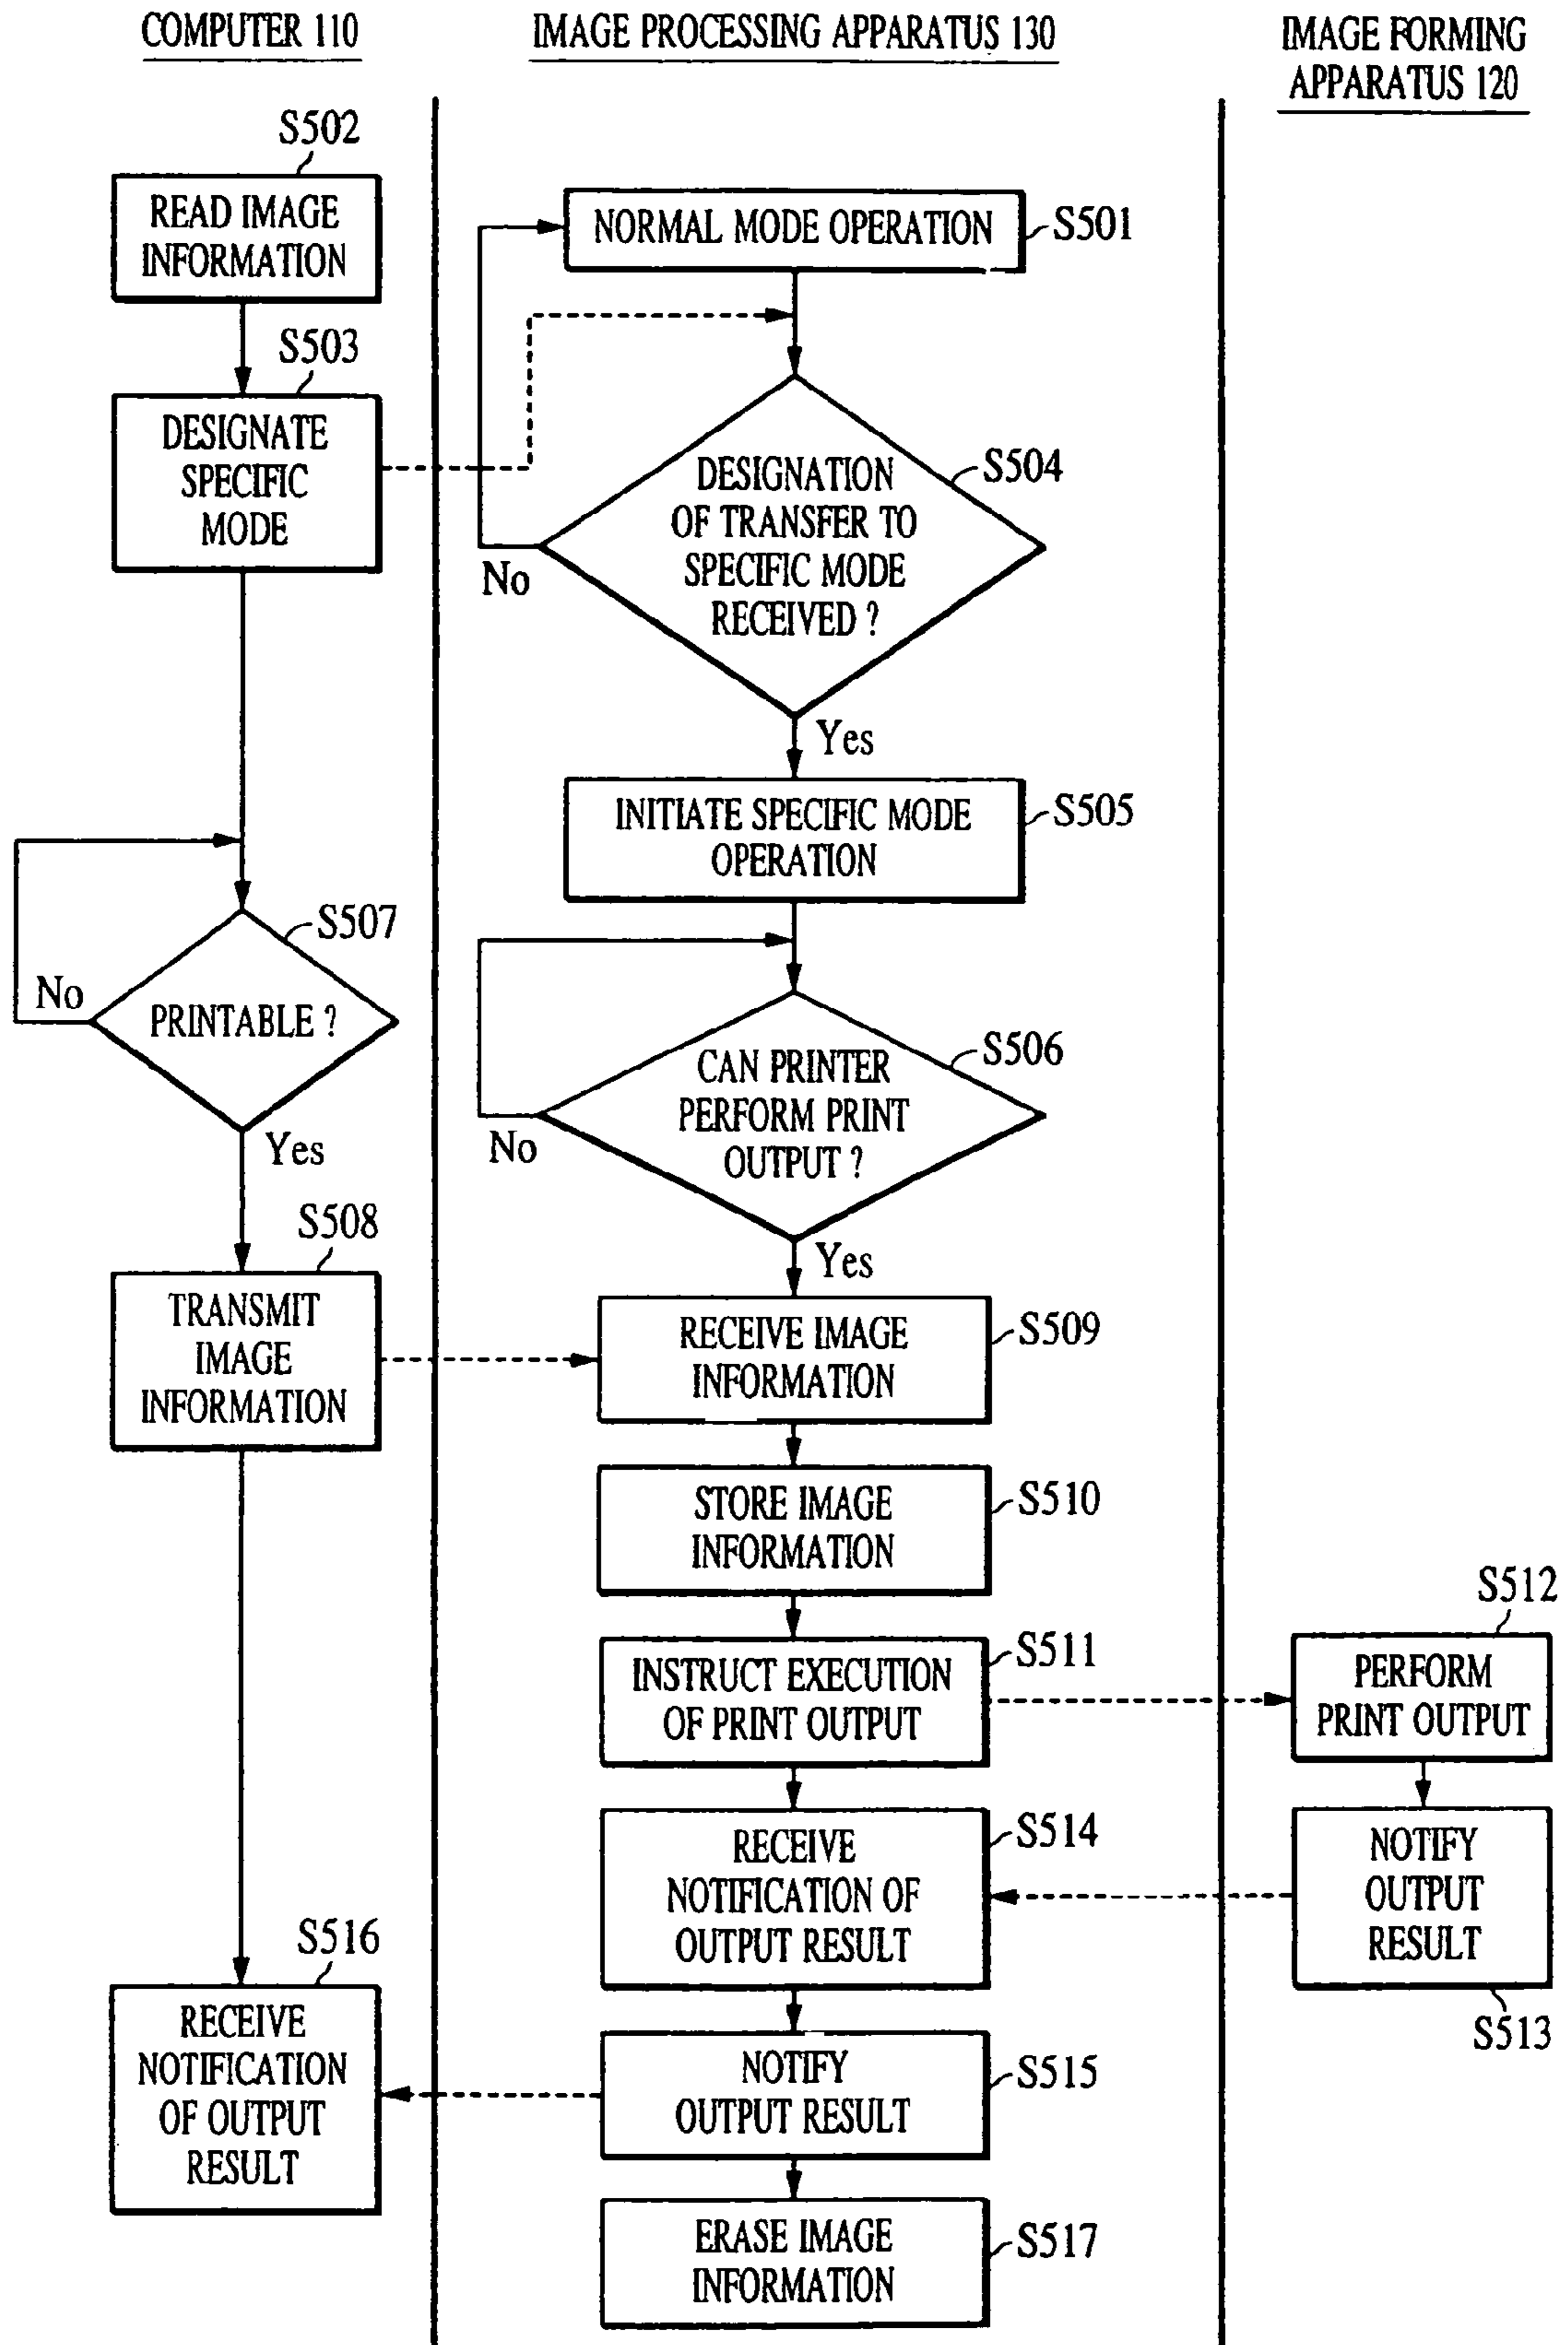 COMPUTER 110
IMAGE PROCESSING APPARATUS 130
IMAGE FORMING
APPARATUS 120
S502
READ IMAGE
INFORMATION
S503
DESIGNATE
SPECIFIC
MODE
S507
PRINTABLE ?
No
Yes
S508
TRANSMIT
IMAGE
INFORMATION
S516
RECEIVE
NOTIFICATION
OF OUTPUT
RESULT
NORMAL MODE OPERATION
S501
S504
DESIGNATION
OF TRANSFER TO
SPECIFIC MODE
RECEIVED ?
No
Yes
INITIATE SPECIFIC MODE
OPERATION
S505
S506
CAN PRINTER
PERFORM PRINT
OUTPUT ?
No
Yes
RECEIVE IMAGE
INFORMATION
S509
STORE IMAGE
INFORMATION
S510
INSTRUCT EXECUTION
OF PRINT OUTPUT
S511
RECEIVE
NOTIFICATION OF
OUTPUT RESULT
S514
NOTIFY
OUTPUT RESULT
S515
ERASE IMAGE
INFORMATION
S517
S512
PERFORM
PRINT OUTPUT
NOTIFY
OUTPUT
RESULT
S513